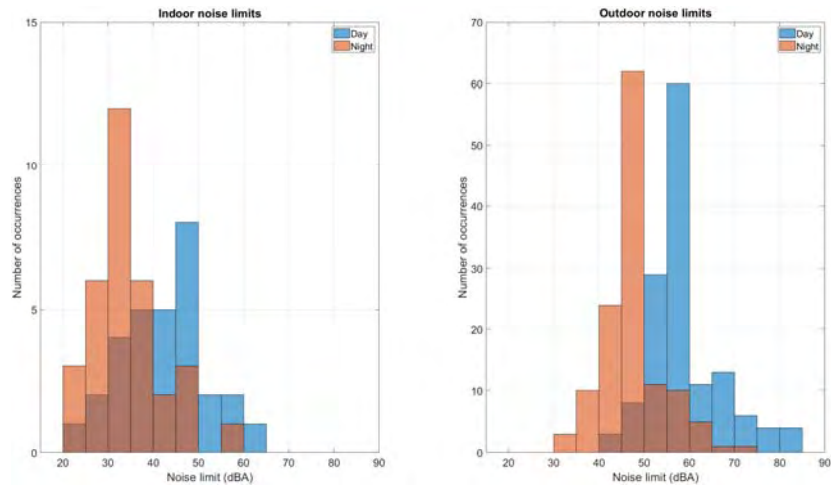 Indoor noise limits
Day
Night
15
10
5
0
Number of occurrences
20 30 40 50 60 70 80 90
Noise limit (dBA)
Outdoor noise limits
Day
Night
70
60
50
40
30
20
10
0
Number of occurrences
20 30 40 50 60 70 80 90
Noise limit (dBA)